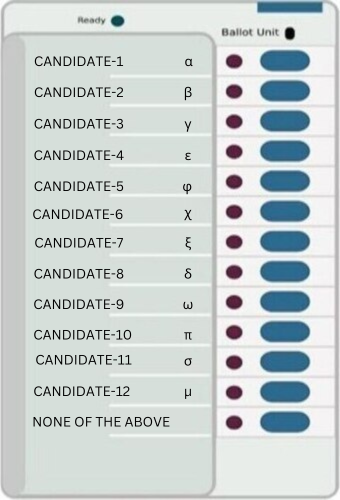 Ready
Ballot Unit
CANDIDATE-1 α
CANDIDATE-2 β
CANDIDATE-3 γ
CANDIDATE-4 ε
CANDIDATE-5 φ
CANDIDATE-6 χ
CANDIDATE-7 ξ
CANDIDATE-8 δ
CANDIDATE-9 ω
CANDIDATE-10 π
CANDIDATE-11 σ
CANDIDATE-12 μ
NONE OF THE ABOVE